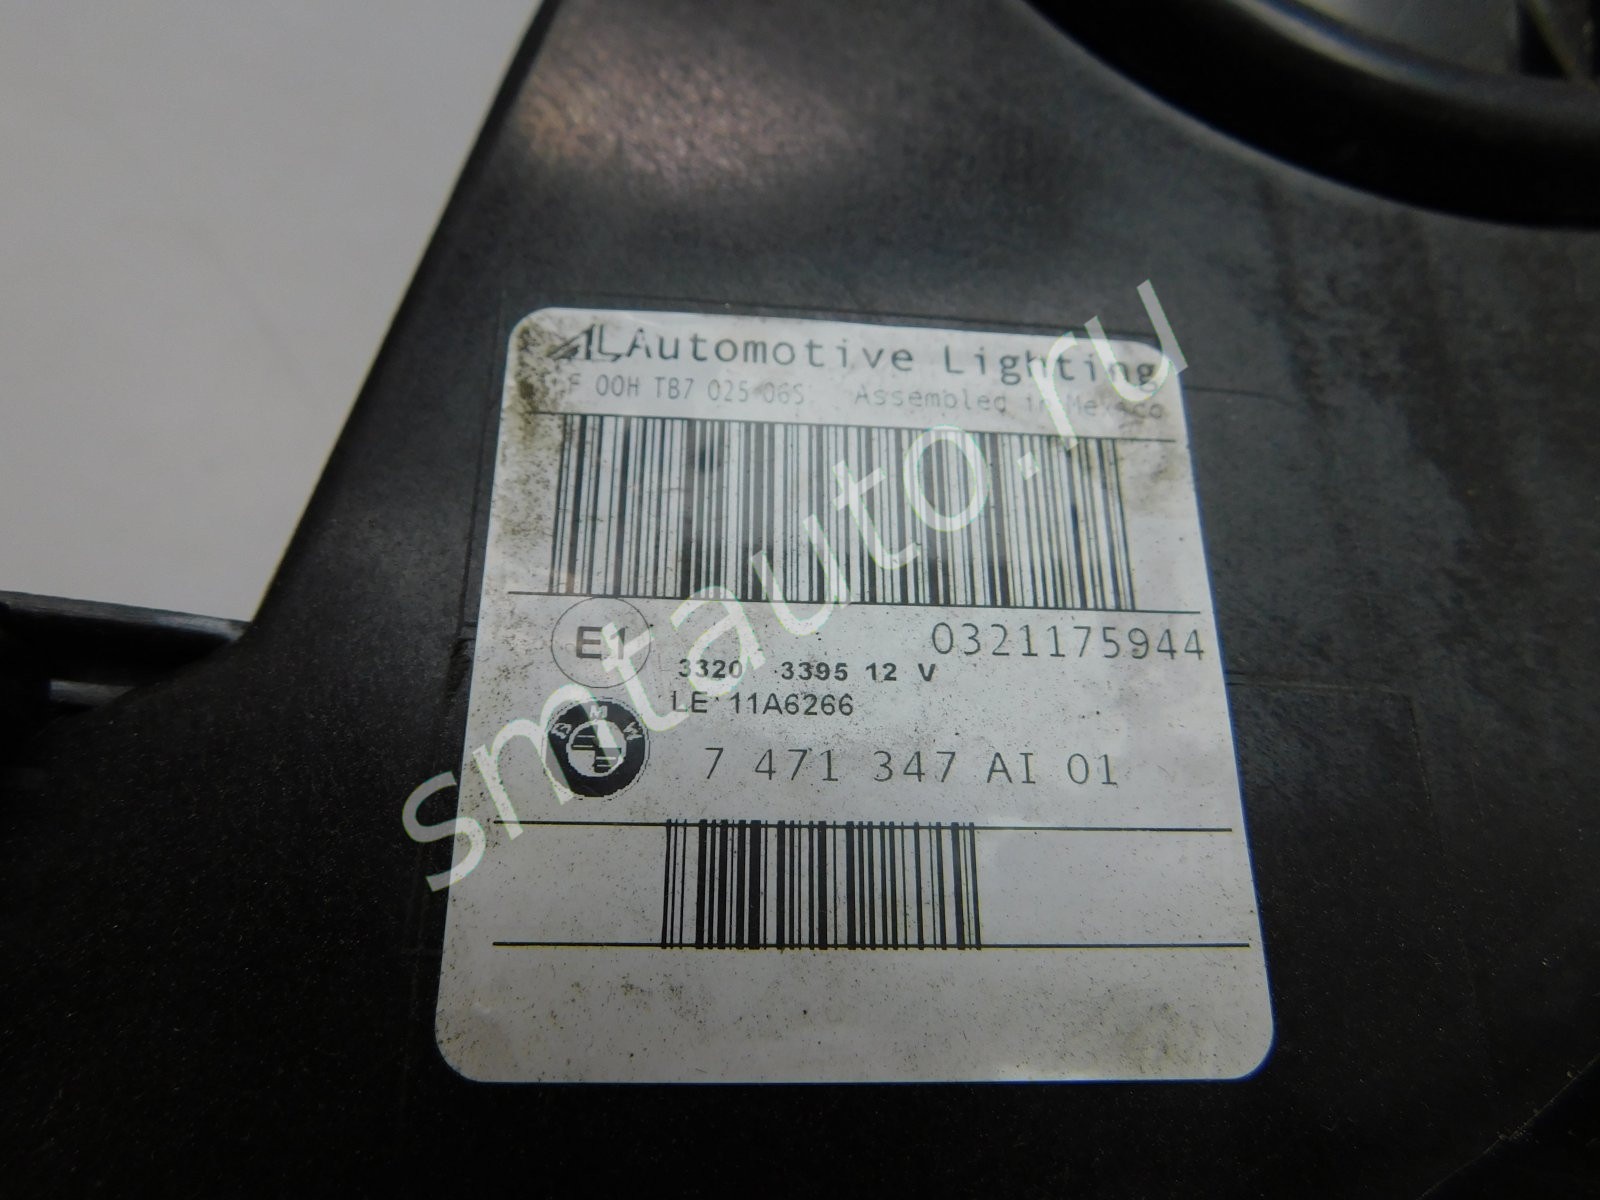 AL Automotive Lighting
F 00H TB7 025 06S Assembled in Mexico
0321175944
E1
3320 3395 12 V
LE 11A6266
BMW
7 471 347 AI 01
smtauto.ru